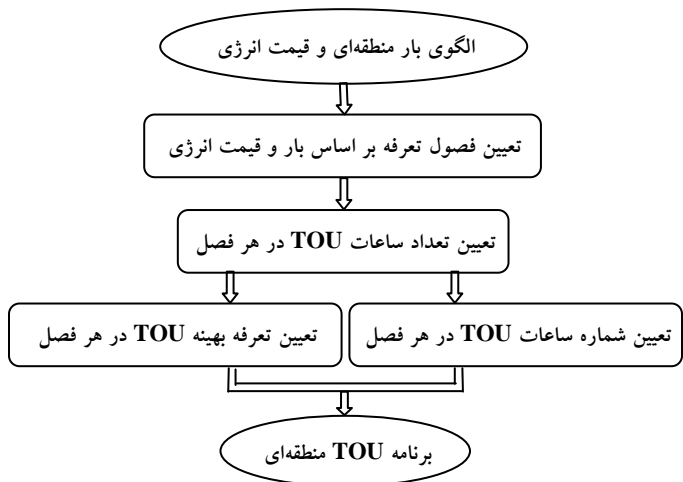 الگوی بار منطقه‌ای و قیمت انرژی
تعیین فصول تعرفه بر اساس بار و قیمت انرژی
تعیین تعداد ساعات TOU در هر فصل
تعیین شماره ساعات TOU در هر فصل
تعیین تعرفه بهینه TOU در هر فصل
برنامه TOU منطقه‌ای